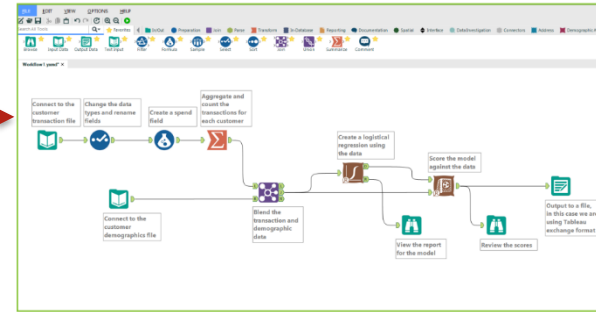 FILE EDIT VIEW OPTIONS HELP
Search All Tools
Favorites In/Out Preparation Join Parse Transform In-Database Reporting Documentation Spatial Interface Data Investigation Connectors Address Demographic A
Browse Input Data Output Data Text Input Filter Formula Sample Select Sort Join Union Summarize Comment
Workflow1.yxmd* ×
Aggregate and
count the
transactions for
each customer
Connect to the
customer
transaction file
Change the data
types and rename
fields
Create a spend
field
Create a logistical
regression using
the data
Score the model
against the data
Connect to the
customer
demographics file
Blend the
transaction and
demographic
data
View the report
for the model
Review the scores
Output to a file,
in this case we are
using Tableau
exchange format